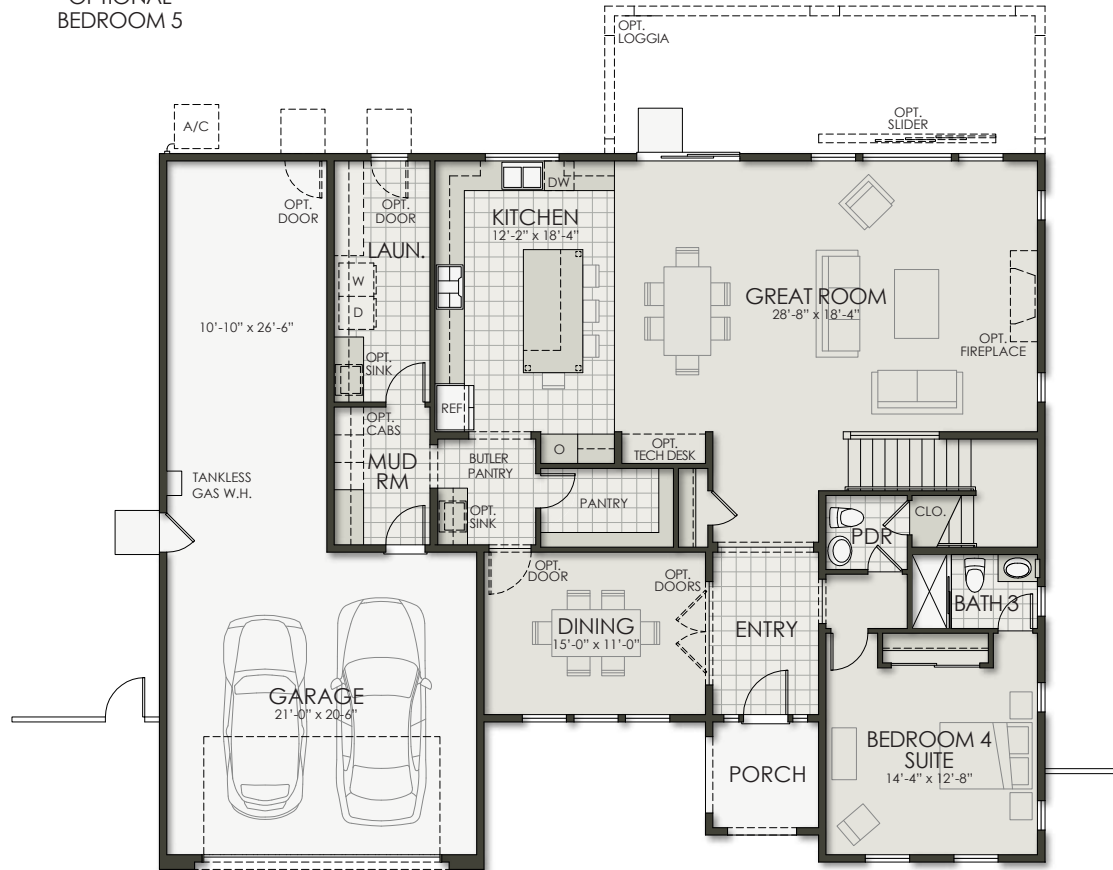 OPTIONAL
BEDROOM 5
OPT.
LOGGIA
A/C
OPT.
SLIDER
OPT.
DOOR
OPT.
DOOR
DW
KITCHEN
12'-2" x 18'-4"
LAUN.
W
D
GREAT ROOM
28'-8" x 18'-4"
10'-10" x 26'-6"
OPT.
FIREPLACE
OPT.
SINK
REF
OPT.
CABS
OPT.
TECH DESK
MUD
RM
BUTLER
PANTRY
TANKLESS
GAS W.H.
PANTRY
OPT.
SINK
CLO.
PDR
OPT.
DOOR
OPT.
DOORS
BATH 3
DINING
15'-0" x 11'-0"
ENTRY
GARAGE
21'-0" x 20-6"
BEDROOM 4
SUITE
14'-4" x 12'-8"
PORCH